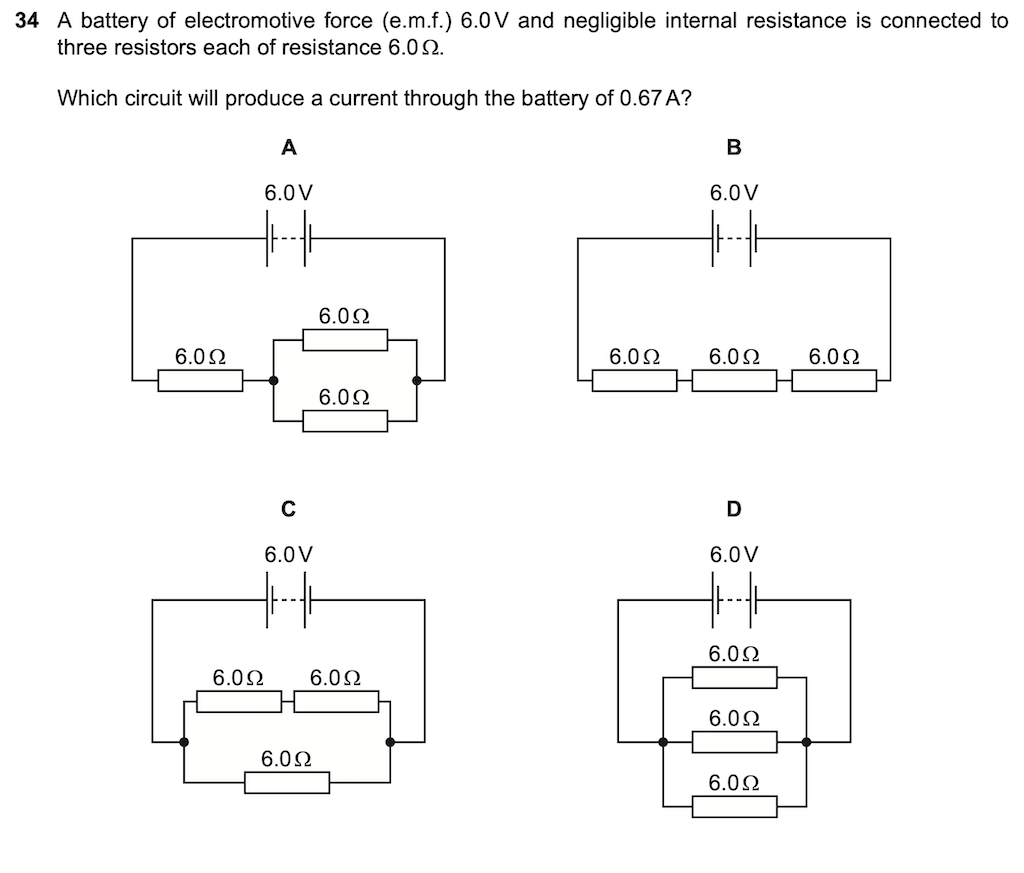 34 A battery of electromotive force (e.m.f.) 6.0 V and negligible internal resistance is connected to
three resistors each of resistance 6.0 Ω.
Which circuit will produce a current through the battery of 0.67 A?
A
6.0 V
6.0 Ω
6.0 Ω
6.0 Ω
B
6.0 V
6.0 Ω 6.0 Ω 6.0 Ω
C
6.0 V
6.0 Ω 6.0 Ω
6.0 Ω
D
6.0 V
6.0 Ω
6.0 Ω
6.0 Ω